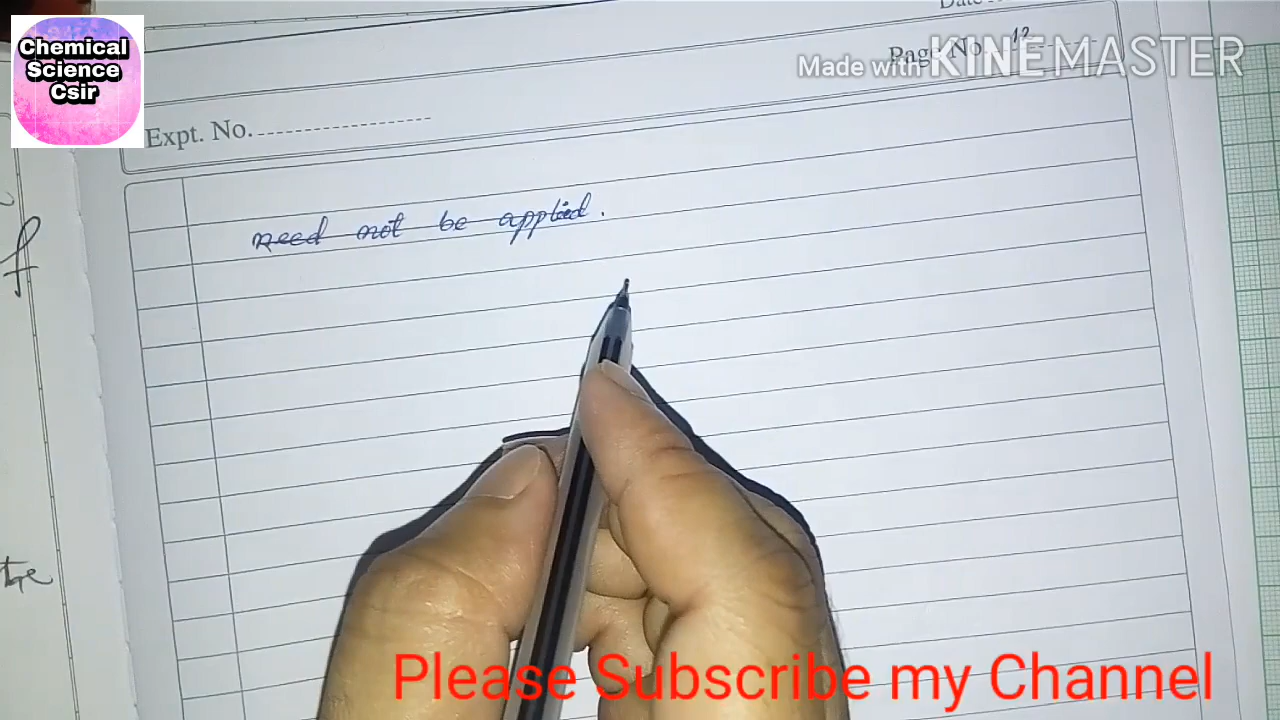 Chemical
Science
Csir
Made with KINEMASTER
Page No. 12
Expt. No.
need not be applied.
Please Subscribe my Channel